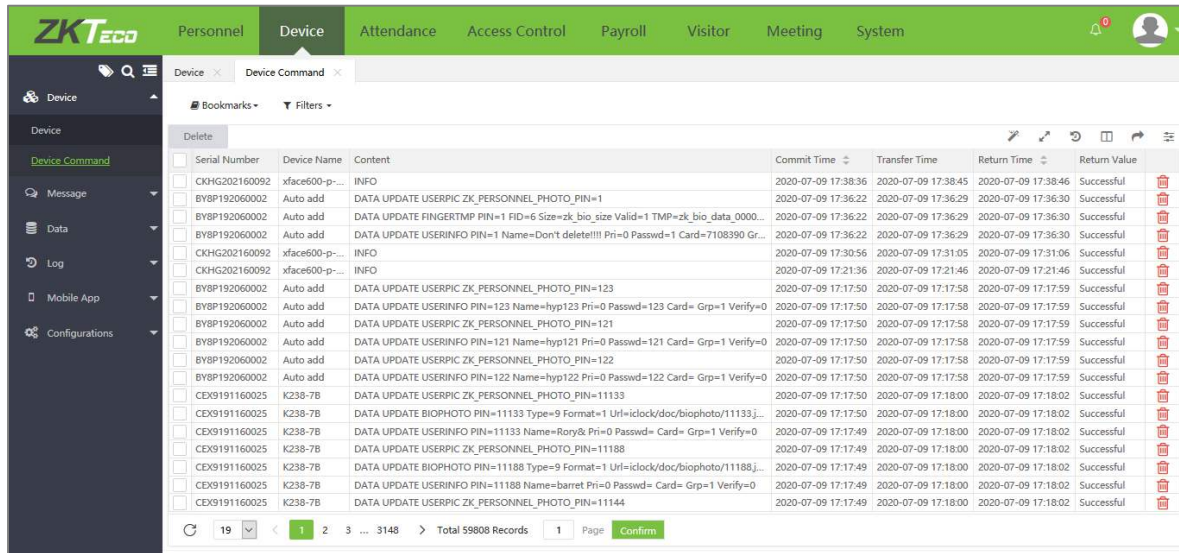 ZKTECO Personnel Device Attendance Access Control Payroll Visitor Meeting System 0
Device Device Command
Device
Bookmarks Filters
Device
Delete
Device Command
Message
Data
Log
Mobile App
Configurations
Serial Number Device Name Content Commit Time Transfer Time Return Time Return Value
CKHG202160092 xface600-p-... INFO 2020-07-09 17:38:36 2020-07-09 17:38:45 2020-07-09 17:38:46 Successful
BY8P192060002 Auto add DATA UPDATE USERPIC ZK_PERSONNEL_PHOTO_PIN=1 2020-07-09 17:36:22 2020-07-09 17:36:29 2020-07-09 17:36:30 Successful
BY8P192060002 Auto add DATA UPDATE FINGERTMP PIN=1 FID=6 Size=zk_bio_size Valid=1 TMP=zk_bio_data_0000... 2020-07-09 17:36:22 2020-07-09 17:36:29 2020-07-09 17:36:30 Successful
BY8P192060002 Auto add DATA UPDATE USERINFO PIN=1 Name=Don't delete!!!! Pri=0 Passwd=1 Card=7108390 Gr... 2020-07-09 17:36:22 2020-07-09 17:36:29 2020-07-09 17:36:30 Successful
CKHG202160092 xface600-p-... INFO 2020-07-09 17:30:56 2020-07-09 17:31:05 2020-07-09 17:31:06 Successful
CKHG202160092 xface600-p-... INFO 2020-07-09 17:21:36 2020-07-09 17:21:46 2020-07-09 17:21:46 Successful
BY8P192060002 Auto add DATA UPDATE USERPIC ZK_PERSONNEL_PHOTO_PIN=123 2020-07-09 17:17:50 2020-07-09 17:17:58 2020-07-09 17:17:59 Successful
BY8P192060002 Auto add DATA UPDATE USERINFO PIN=123 Name=hyp123 Pri=0 Passwd=123 Card= Grp=1 Verify=0 2020-07-09 17:17:50 2020-07-09 17:17:58 2020-07-09 17:17:59 Successful
BY8P192060002 Auto add DATA UPDATE USERPIC ZK_PERSONNEL_PHOTO_PIN=121 2020-07-09 17:17:50 2020-07-09 17:17:58 2020-07-09 17:17:59 Successful
BY8P192060002 Auto add DATA UPDATE USERINFO PIN=121 Name=hyp121 Pri=0 Passwd=121 Card= Grp=1 Verify=0 2020-07-09 17:17:50 2020-07-09 17:17:58 2020-07-09 17:17:59 Successful
BY8P192060002 Auto add DATA UPDATE USERPIC ZK_PERSONNEL_PHOTO_PIN=122 2020-07-09 17:17:50 2020-07-09 17:17:58 2020-07-09 17:17:59 Successful
BY8P192060002 Auto add DATA UPDATE USERINFO PIN=122 Name=hyp122 Pri=0 Passwd=122 Card= Grp=1 Verify=0 2020-07-09 17:17:50 2020-07-09 17:17:58 2020-07-09 17:17:59 Successful
CEX9191160025 K238-7B DATA UPDATE USERPIC ZK_PERSONNEL_PHOTO_PIN=11133 2020-07-09 17:17:50 2020-07-09 17:18:00 2020-07-09 17:18:02 Successful
CEX9191160025 K238-7B DATA UPDATE BIOPHOTO PIN=11133 Type=9 Format=1 Url=iclock/doc/biophoto/11133.j... 2020-07-09 17:17:50 2020-07-09 17:18:00 2020-07-09 17:18:02 Successful
CEX9191160025 K238-7B DATA UPDATE USERINFO PIN=11133 Name=Rory& Pri=0 Passwd= Card= Grp=1 Verify=0 2020-07-09 17:17:49 2020-07-09 17:18:00 2020-07-09 17:18:02 Successful
CEX9191160025 K238-7B DATA UPDATE USERPIC ZK_PERSONNEL_PHOTO_PIN=11188 2020-07-09 17:17:49 2020-07-09 17:18:00 2020-07-09 17:18:02 Successful
CEX9191160025 K238-7B DATA UPDATE BIOPHOTO PIN=11188 Type=9 Format=1 Url=iclock/doc/biophoto/11188.j... 2020-07-09 17:17:49 2020-07-09 17:18:00 2020-07-09 17:18:02 Successful
CEX9191160025 K238-7B DATA UPDATE USERINFO PIN=11188 Name=barret Pri=0 Passwd= Card= Grp=1 Verify=0 2020-07-09 17:17:49 2020-07-09 17:18:00 2020-07-09 17:18:02 Successful
CEX9191160025 K238-7B DATA UPDATE USERPIC ZK_PERSONNEL_PHOTO_PIN=11144 2020-07-09 17:17:49 2020-07-09 17:18:00 2020-07-09 17:18:02 Successful
19 < 1 2 3 ... 3148 > Total 59808 Records 1 Page Confirm